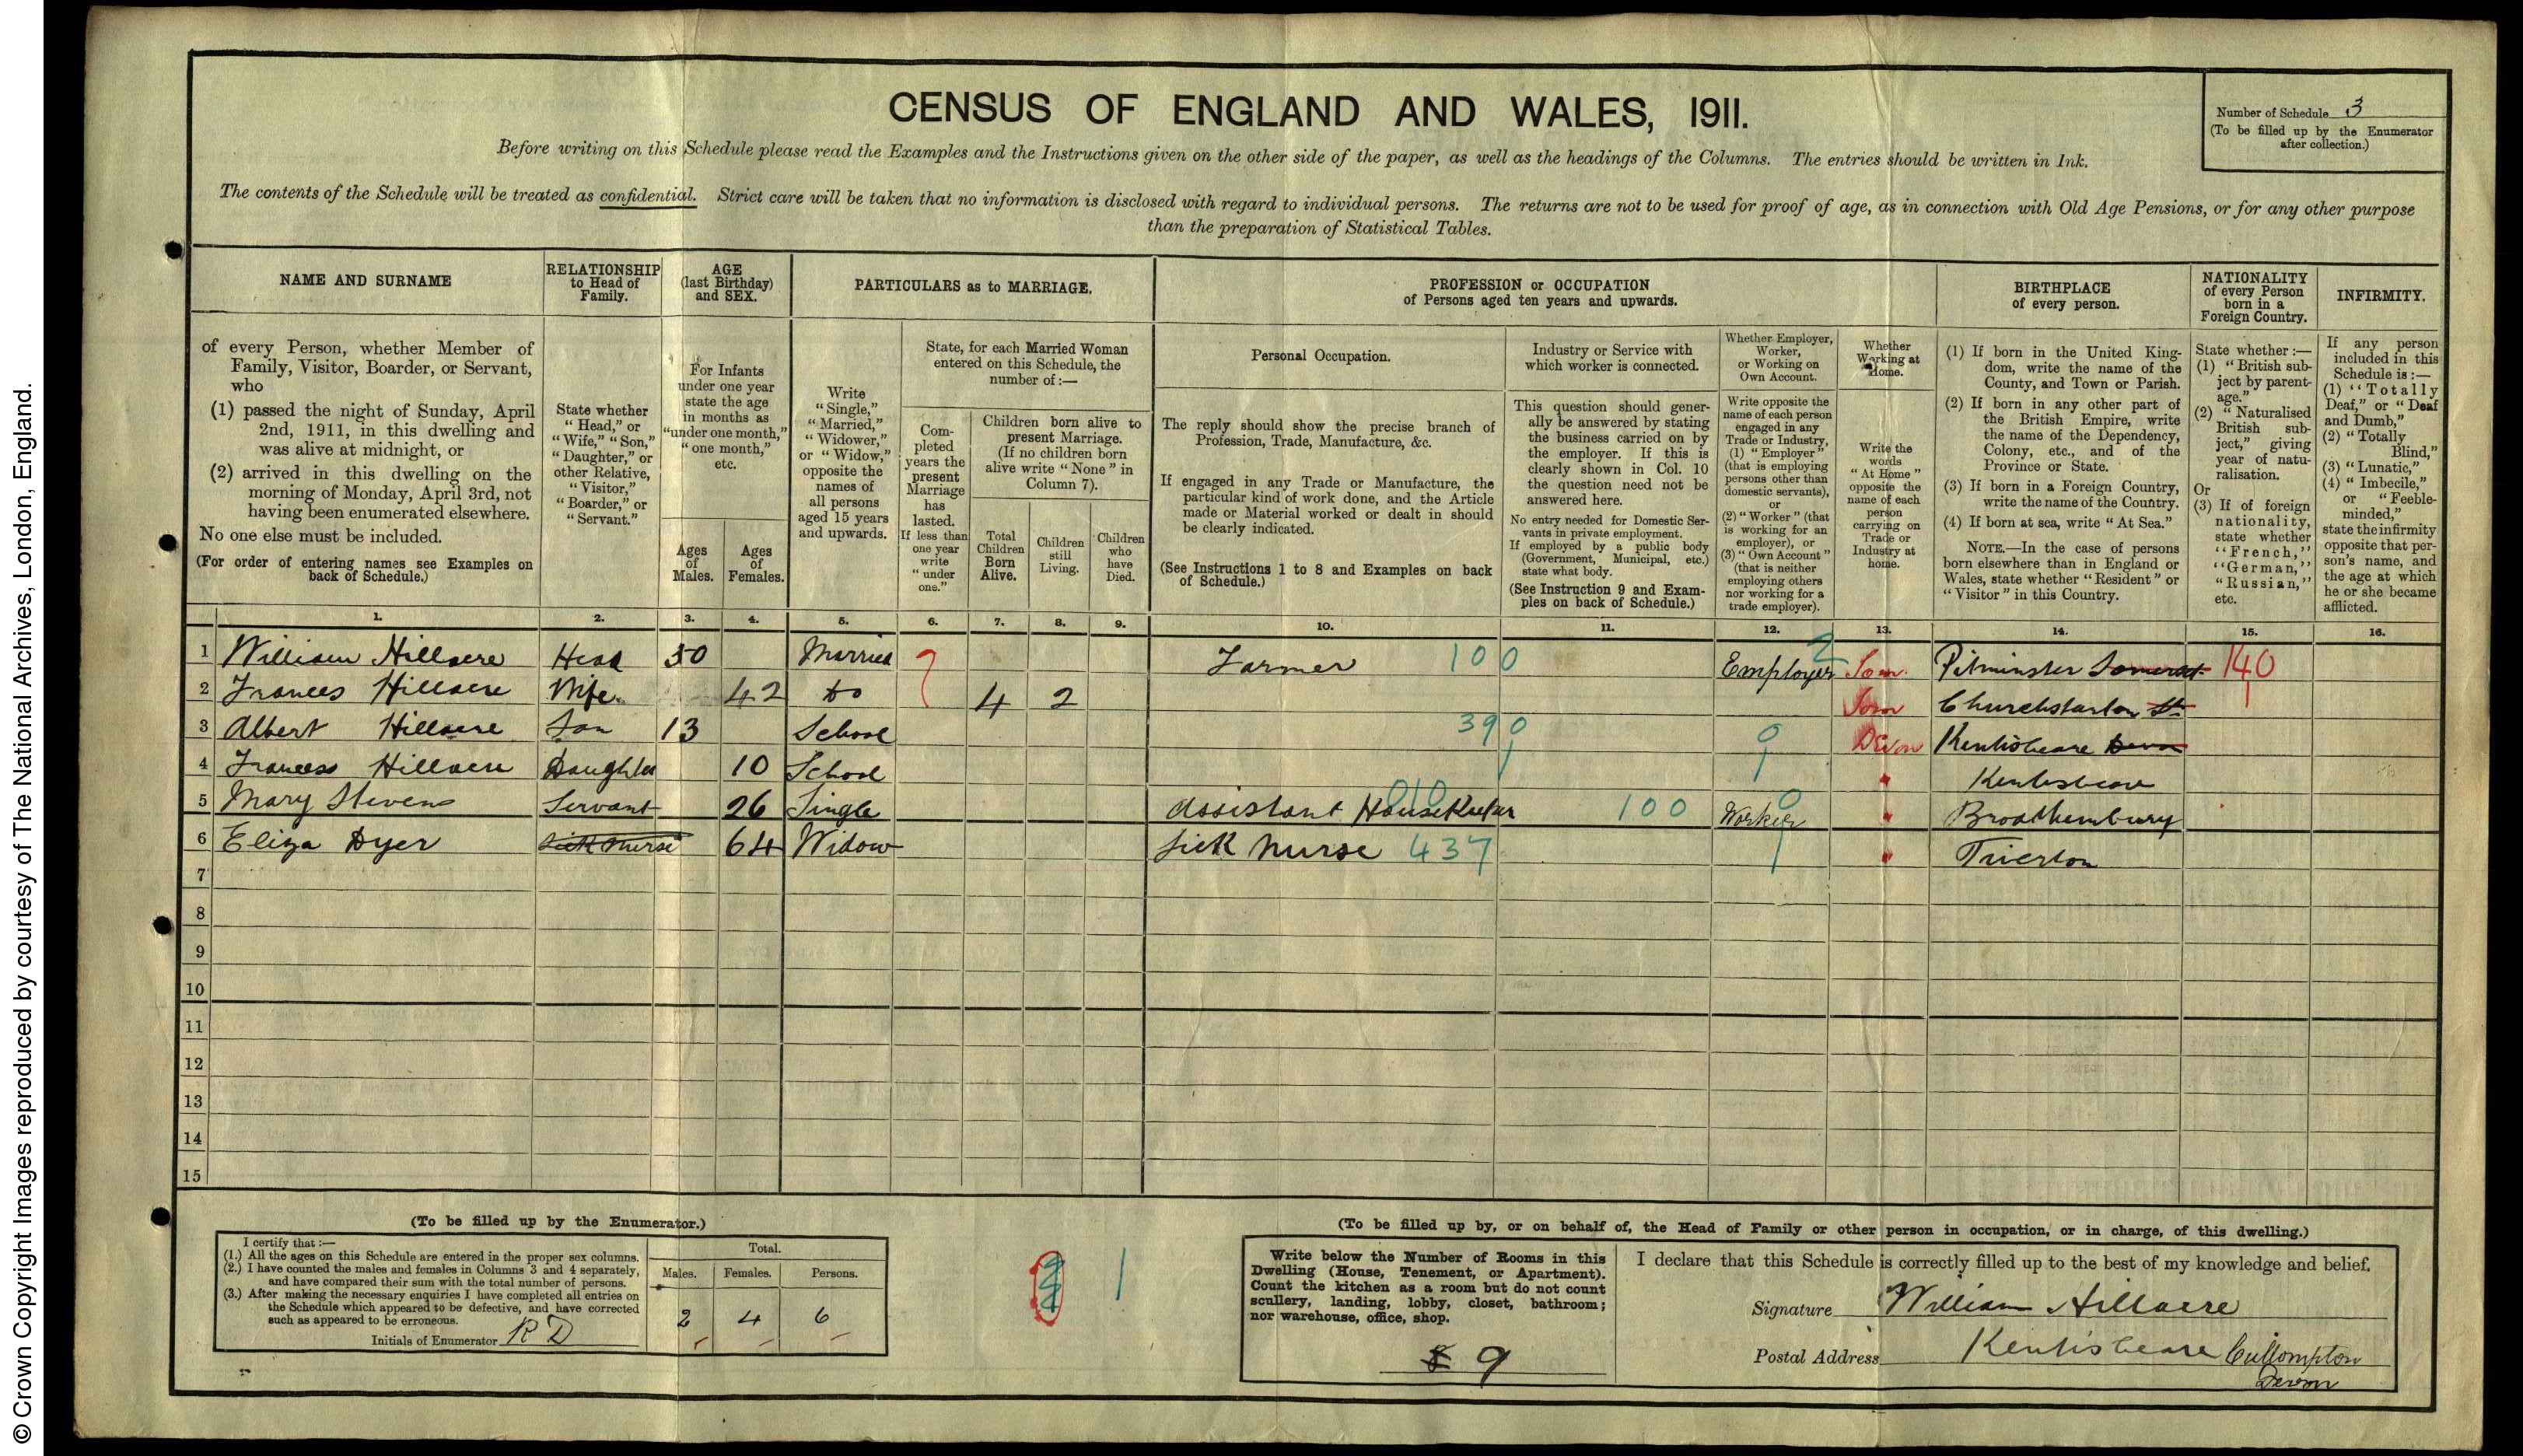 © Crown Copyright Images reproduced by courtesy of The National Archives, London, England.
CENSUS OF ENGLAND AND WALES, 1911.
Number of Schedule 3
(To be filled up by the Enumerator
after collection.)
Before writing on this Schedule please read the Examples and the Instructions given on the other side of the paper, as well as the headings of the Columns. The entries should be written in Ink.
The contents of the Schedule will be treated as confidential. Strict care will be taken that no information is disclosed with regard to individual persons. The returns are not to be used for proof of age, as in connection with Old Age Pensions, or for any other purpose
than the preparation of Statistical Tables.
NAME AND SURNAME
of every Person, whether Member of
Family, Visitor, Boarder, or Servant,
who
(1) passed the night of Sunday, April
2nd, 1911, in this dwelling and
was alive at midnight, or
(2) arrived in this dwelling on the
morning of Monday, April 3rd, not
having been enumerated elsewhere.
No one else must be included.
(For order of entering names see Examples on
back of Schedule.)
RELATIONSHIP
to Head of
Family.
State whether
"Head," or
"Wife," "Son,"
"Daughter," or
other Relative,
"Visitor,"
"Boarder," or
"Servant."
AGE
(last Birthday)
and SEX.
For Infants
under one year
state the age
in months as
"under one month,"
"one month,"
etc.
Ages
of
Males.
Ages
of
Females.
PARTICULARS as to MARRIAGE.
Write
"Single,"
"Married,"
"Widower,"
or "Widow,"
opposite the
names of
all persons
aged 15 years
and upwards.
State, for each Married Woman
entered on this Schedule, the
number of :—
Com-
pleted
years the
present
Marriage
has
lasted.
If less than
one year
write
"under
one."
Children born alive to
present Marriage.
(If no children born
alive write "None" in
Column 7).
Total
Children
Born
Alive.
Children
still
Living.
Children
who
have
Died.
PROFESSION or OCCUPATION
of Persons aged ten years and upwards.
Personal Occupation.
The reply should show the precise branch of
Profession, Trade, Manufacture, &c.
If engaged in any Trade or Manufacture, the
particular kind of work done, and the Article
made or Material worked or dealt in should
be clearly indicated.
(See Instructions 1 to 8 and Examples on back
of Schedule.)
Industry or Service with
which worker is connected.
This question should gener-
ally be answered by stating
the business carried on by
the employer. If this is
clearly shown in Col. 10
the question need not be
answered here.
No entry needed for Domestic Ser-
vants in private employment.
If employed by a public body
(Government, Municipal, etc.)
state what body.
(See Instruction 9 and Exam-
ples on back of Schedule.)
Whether Employer,
Worker,
or Working on
Own Account.
Write opposite the
name of each person
engaged in any
Trade or Industry,
(1) "Employer"
(that is employing
persons other than
domestic servants),
or
(2) "Worker" (that
is working for an
employer), or
(3) "Own Account"
(that is neither
employing others
nor working for a
trade employer).
Whether
Working at
Home.
Write the
words
"At Home"
opposite the
name of each
person
carrying on
Trade or
Industry at
home.
BIRTHPLACE
of every person.
(1) If born in the United King-
dom, write the name of the
County, and Town or Parish.
(2) If born in any other part of
the British Empire, write
the name of the Dependency,
Colony, etc., and of the
Province or State.
(3) If born in a Foreign Country,
write the name of the Country.
(4) If born at sea, write "At Sea."
NOTE.—In the case of persons
born elsewhere than in England or
Wales, state whether "Resident" or
"Visitor" in this Country.
NATIONALITY
of every Person
born in a
Foreign Country.
State whether :—
(1) "British sub-
ject by parent-
age."
(2) "Naturalised
British sub-
ject," giving
year of natu-
ralisation.
Or
(3) If of foreign
nationality,
state whether
"French,"
"German,"
"Russian,"
etc.
INFIRMITY.
If any person
included in this
Schedule is :—
(1) "Totally
Deaf," or "Deaf
and Dumb,"
(2) "Totally
Blind,"
(3) "Lunatic,"
(4) "Imbecile,"
or "Feeble-
minded,"
state the infirmity
opposite that per-
son's name, and
the age at which
he or she became
afflicted.
1. 2. 3. 4. 5. 6. 7. 8. 9. 10. 11. 12. 13. 14. 15. 16.
1 William Hillacre Head 50 Married Farmer 100 Employer 2 Som. Pitminster Somerset 140
2 Frances Hillacre Wife 42 do 4 2 Som Churchstanton
3 Albert Hillacre Son 13 School 390 0 Devon Kentisbeare Devon
4 Francess Hillacre Daughter 10 School Kentisbeare
5 Mary Stevens Servant 26 Single Assistant HouseKeeper 010 100 Worker 0 Broadhembury
6 Eliza Dyer Sick Nurse 64 Widow Sick Nurse 437 Tiverton
7
8
9
10
11
12
13
14
15
(To be filled up by the Enumerator.)
I certify that :—
(1.) All the ages on this Schedule are entered in the proper sex columns.
(2.) I have counted the males and females in Columns 3 and 4 separately,
and have compared their sum with the total number of persons.
(3.) After making the necessary enquiries I have completed all entries on
the Schedule which appeared to be defective, and have corrected
such as appeared to be erroneous.
Initials of Enumerator R D
Total.
Males. Females. Persons.
2 4 6
(To be filled up by, or on behalf of, the Head of Family or other person in occupation, or in charge, of this dwelling.)
Write below the Number of Rooms in this
Dwelling (House, Tenement, or Apartment).
Count the kitchen as a room but do not count
scullery, landing, lobby, closet, bathroom;
nor warehouse, office, shop.
9
I declare that this Schedule is correctly filled up to the best of my knowledge and belief.
Signature William Hillacre
Postal Address Kentisbeare Cullompton
Devon